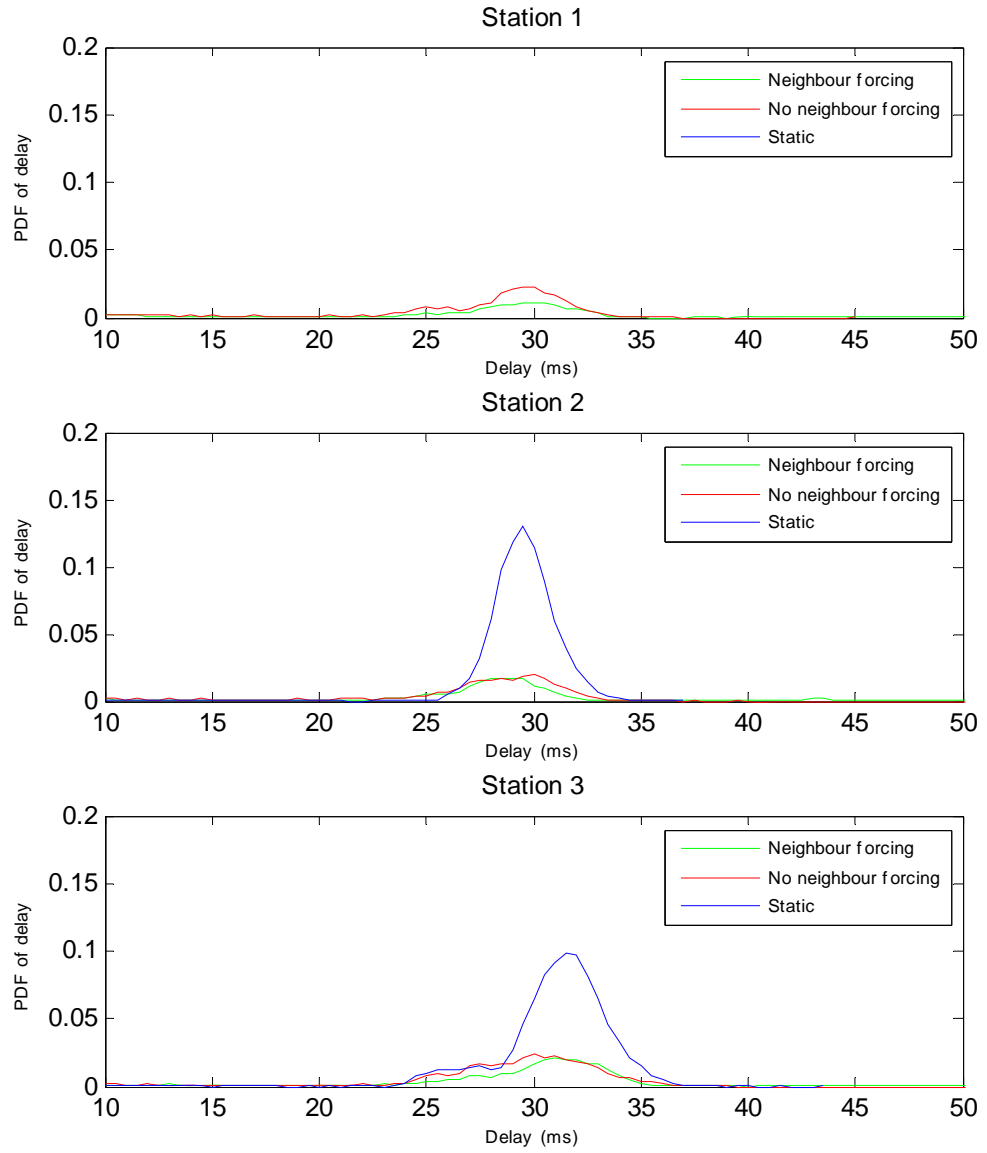 Station 1
0.2
0.15
0.1
0.05
0
PDF of delay
Neighbour forcing
No neighbour forcing
Static
10 15 20 25 30 35 40 45 50
Delay (ms)
Station 2
0.2
0.15
0.1
0.05
0
PDF of delay
Neighbour forcing
No neighbour forcing
Static
10 15 20 25 30 35 40 45 50
Delay (ms)
Station 3
0.2
0.15
0.1
0.05
0
PDF of delay
Neighbour forcing
No neighbour forcing
Static
10 15 20 25 30 35 40 45 50
Delay (ms)